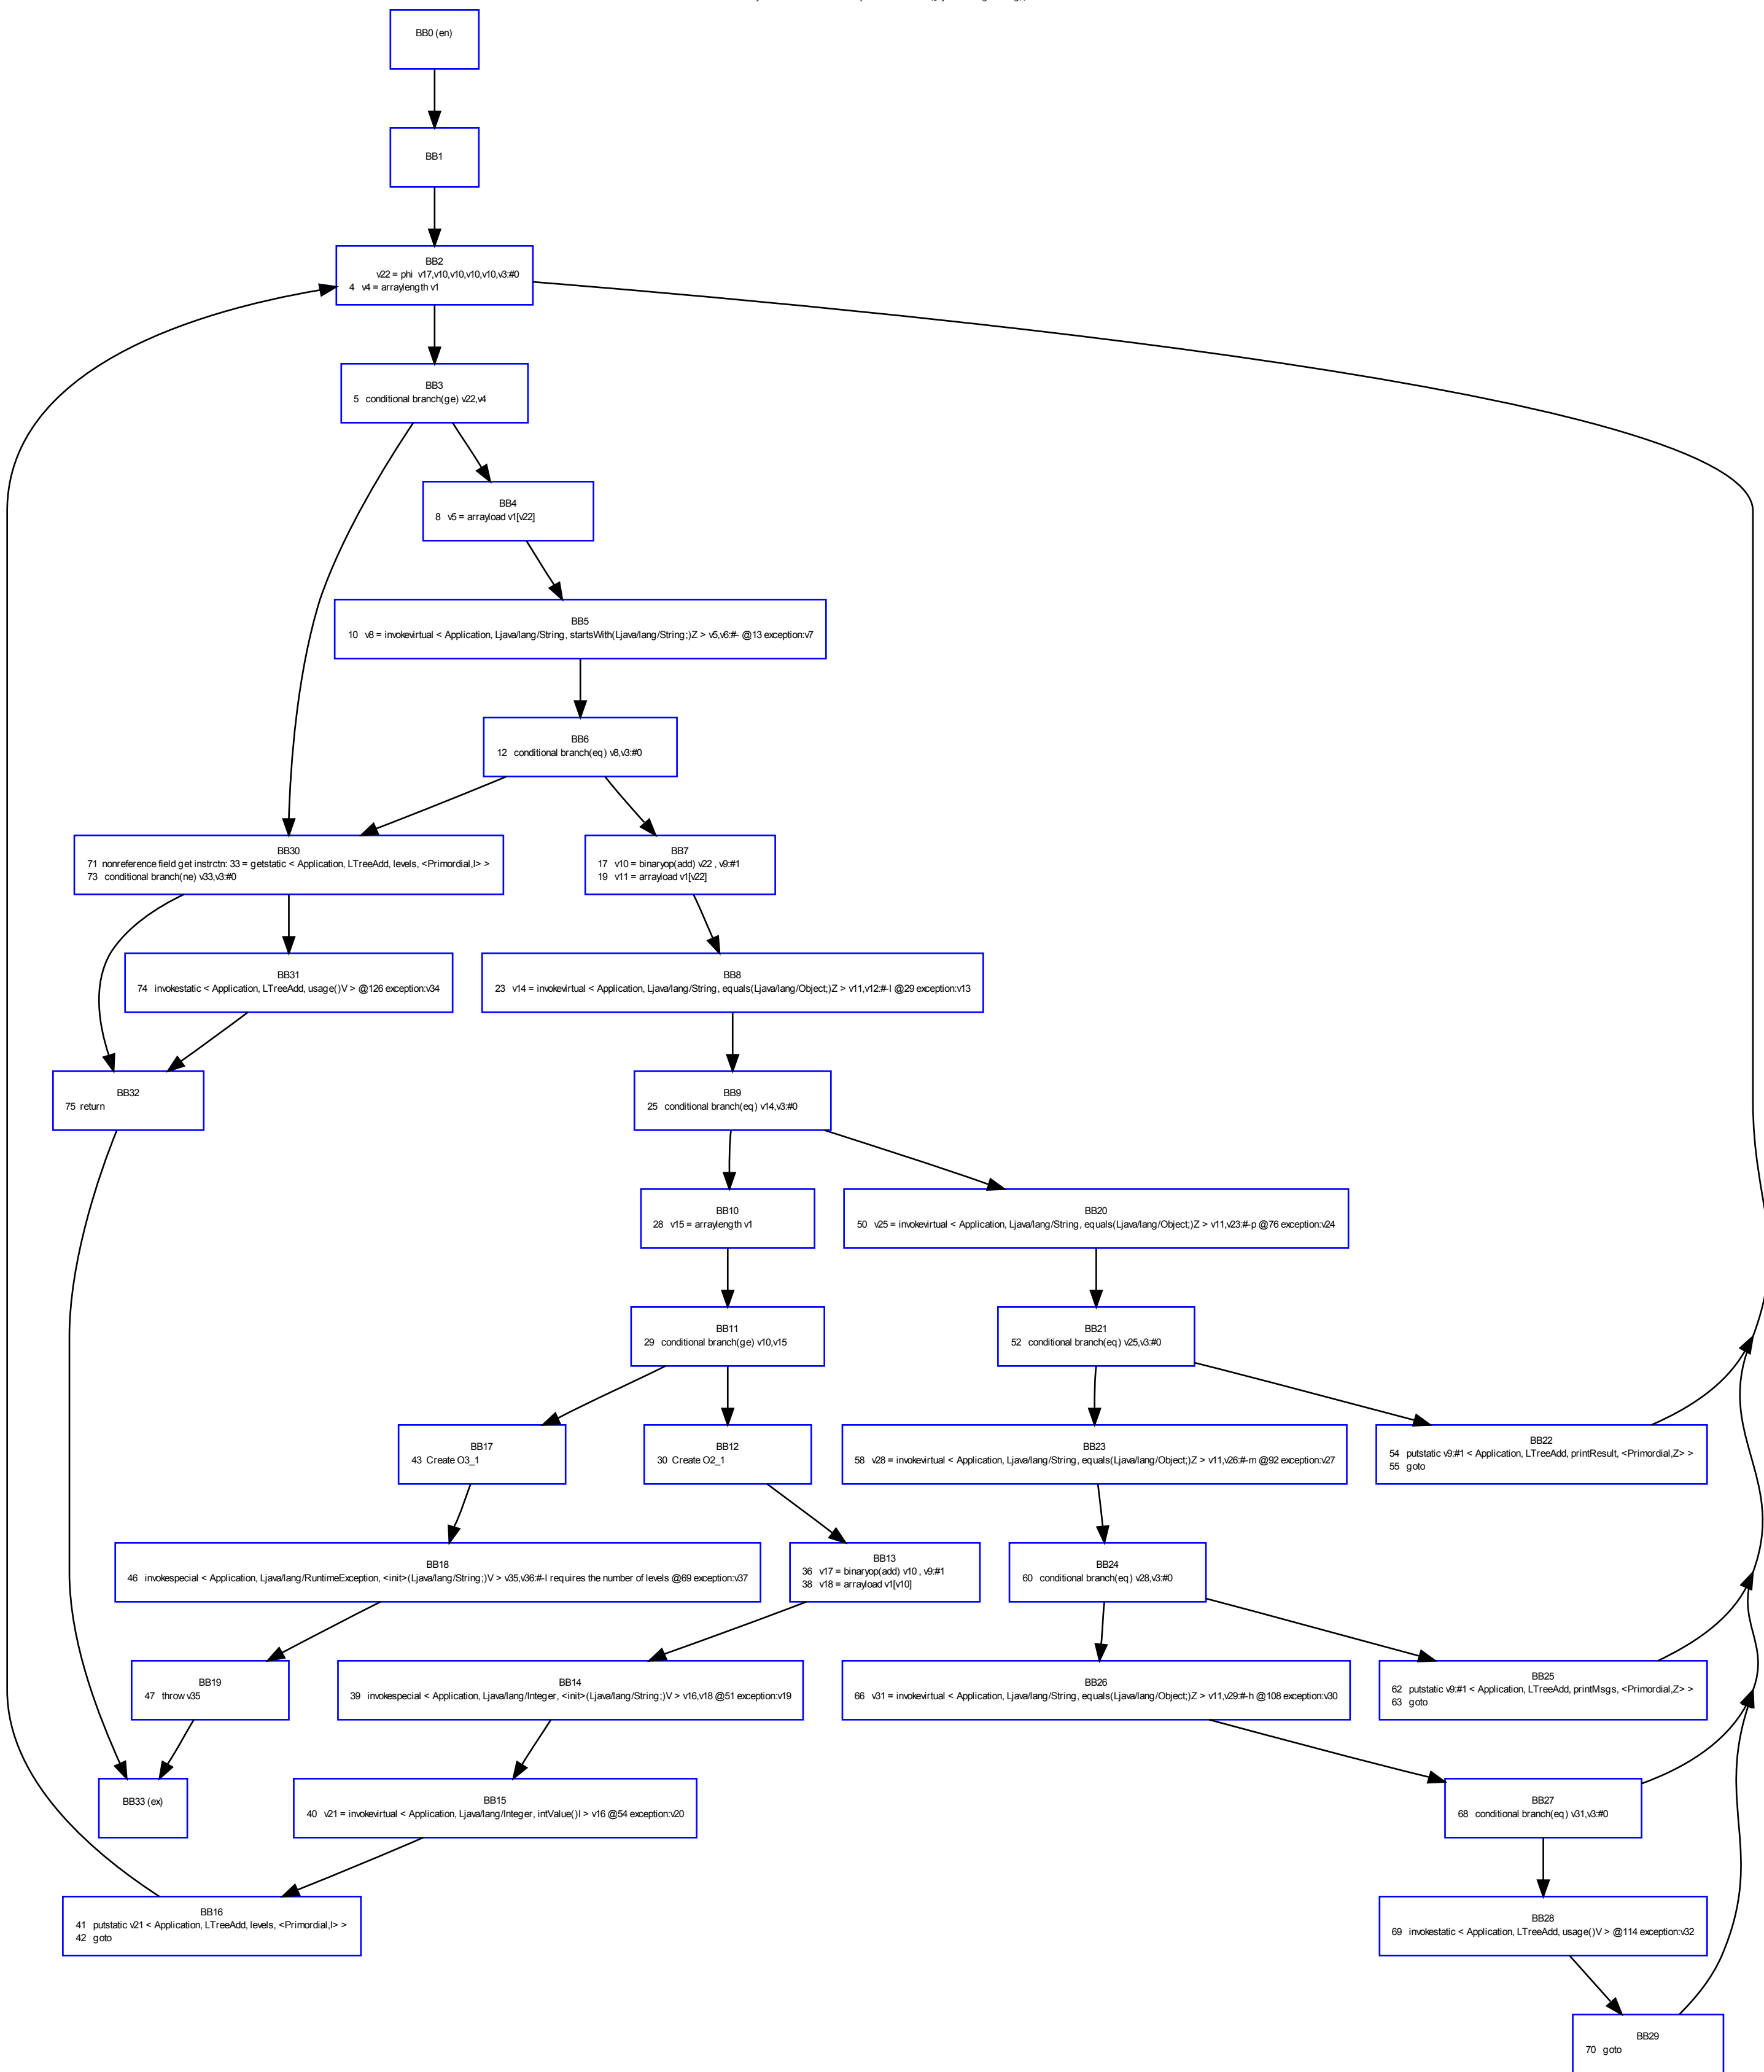 BB0 (en)
BB1
BB2
v22 = phi v17,v10,v10,v10,v10,v3:#0
4 v4 = arraylength v1
BB3
5 conditional branch(ge) v22,v4
BB4
8 v5 = arrayload v1[v22]
BB5
10 v8 = invokevirtual < Application, Ljava/lang/String, startsWith(Ljava/lang/String;)Z > v5,v6:#- @13 exception:v7
BB6
12 conditional branch(eq) v8,v3:#0
BB30
71 nonreference field get instrctn: 33 = getstatic < Application, LTreeAdd, levels, <Primordial,I> >
73 conditional branch(ne) v33,v3:#0
BB7
17 v10 = binaryop(add) v22 , v9:#1
19 v11 = arrayload v1[v22]
BB31
74 invokestatic < Application, LTreeAdd, usage()V > @126 exception:v34
BB8
23 v14 = invokevirtual < Application, Ljava/lang/String, equals(Ljava/lang/Object;)Z > v11,v12:#-l @29 exception:v13
BB32
75 return
BB9
25 conditional branch(eq) v14,v3:#0
BB10
28 v15 = arraylength v1
BB20
50 v25 = invokevirtual < Application, Ljava/lang/String, equals(Ljava/lang/Object;)Z > v11,v23:#-p @76 exception:v24
BB11
29 conditional branch(ge) v10,v15
BB21
52 conditional branch(eq) v25,v3:#0
BB17
43 Create O3_1
BB12
30 Create O2_1
BB23
58 v28 = invokevirtual < Application, Ljava/lang/String, equals(Ljava/lang/Object;)Z > v11,v26:#-m @92 exception:v27
BB22
54 putstatic v9:#1 < Application, LTreeAdd, printResult, <Primordial,Z> >
55 goto
BB18
46 invokespecial < Application, Ljava/lang/RuntimeException, <init>(Ljava/lang/String;)V > v35,v36:#-l requires the number of levels @69 exception:v37
BB13
36 v17 = binaryop(add) v10 , v9:#1
38 v18 = arrayload v1[v10]
BB24
60 conditional branch(eq) v28,v3:#0
BB19
47 throw v35
BB14
39 invokespecial < Application, Ljava/lang/Integer, <init>(Ljava/lang/String;)V > v16,v18 @51 exception:v19
BB26
66 v31 = invokevirtual < Application, Ljava/lang/String, equals(Ljava/lang/Object;)Z > v11,v29:#-h @108 exception:v30
BB25
62 putstatic v9:#1 < Application, LTreeAdd, printMsgs, <Primordial,Z> >
63 goto
BB33 (ex)
BB15
40 v21 = invokevirtual < Application, Ljava/lang/Integer, intValue()I > v16 @54 exception:v20
BB27
68 conditional branch(eq) v31,v3:#0
BB16
41 putstatic v21 < Application, LTreeAdd, levels, <Primordial,I> >
42 goto
BB28
69 invokestatic < Application, LTreeAdd, usage()V > @114 exception:v32
BB29
70 goto